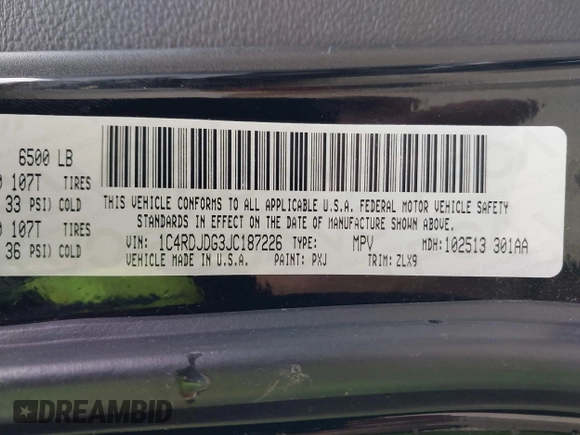 6500 LB
107T TIRES
33 PSI) COLD
107T TIRES
36 PSI) COLD
THIS VEHICLE CONFORMS TO ALL APPLICABLE U.S.A. FEDERAL MOTOR VEHICLE SAFETY
STANDARDS IN EFFECT ON THE DATE OF MANUFACTURE SHOWN ABOVE.
VIN: 1C4RDJDG3JC187226 TYPE: MPV MDH: 102513 301AA
VEHICLE MADE IN U.S.A. PAINT: PXJ TRIM: ZLX9
DREAMBID